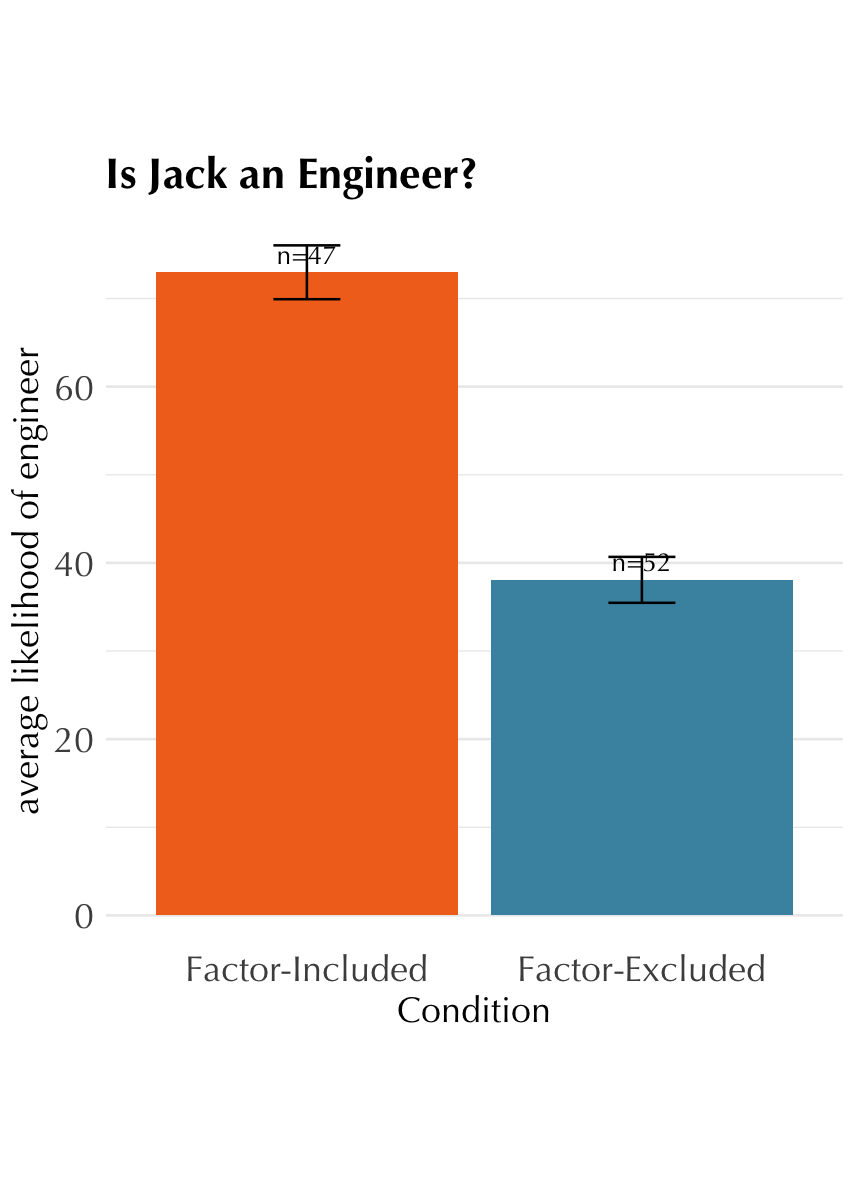 Is Jack an Engineer?
n=47
n=52
average likelihood of engineer
60
40
20
0
Factor-Included Factor-Excluded
Condition